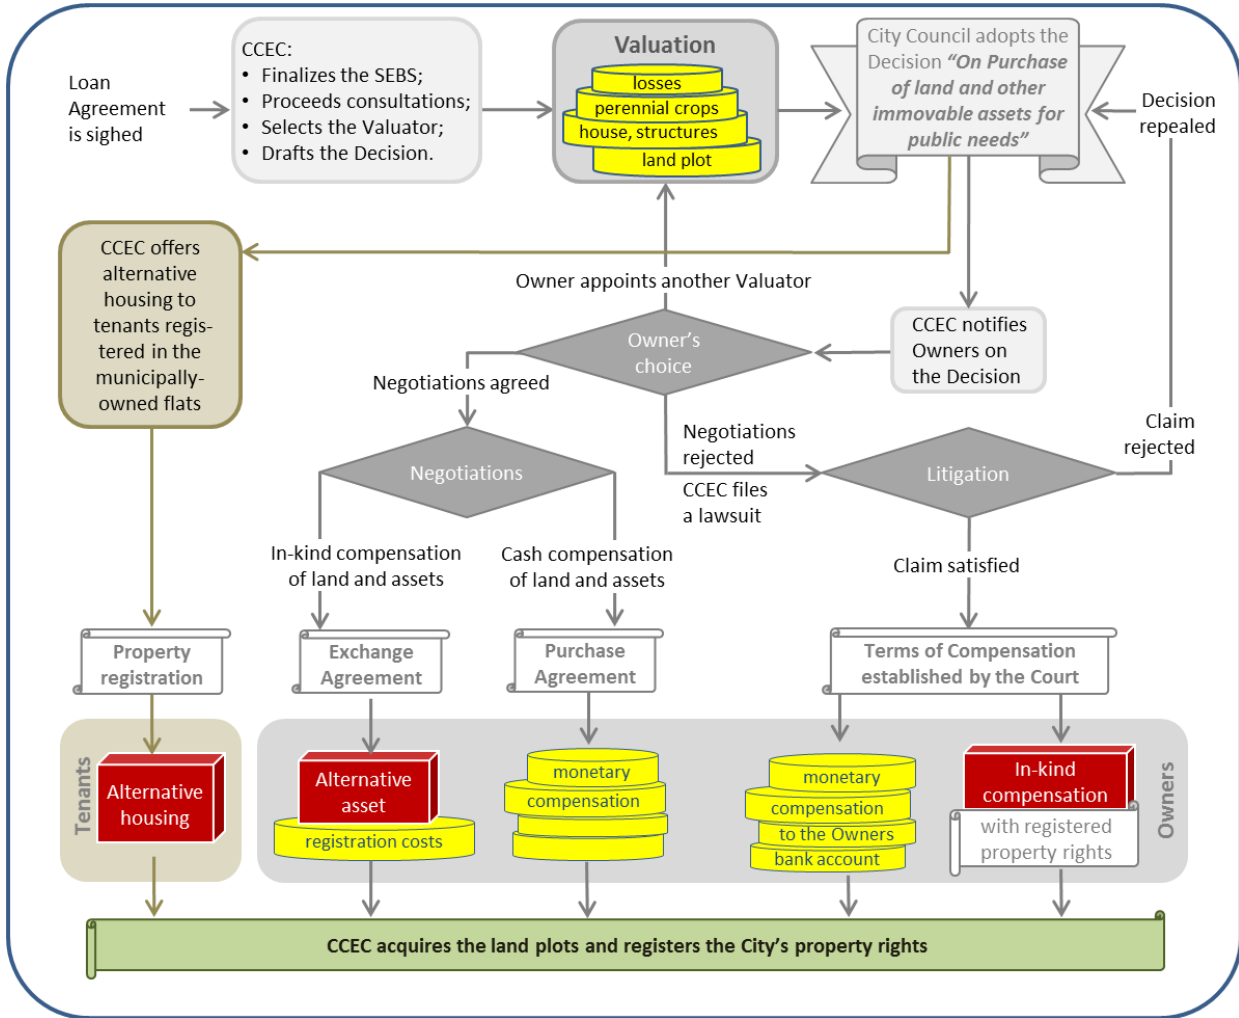 Loan
Agreement
is sighed
CCEC:
• Finalizes the SEBS;
• Proceeds consultations;
• Selects the Valuator;
• Drafts the Decision.
Valuation
losses
perennial crops
house, structures
land plot
City Council adopts the
Decision “On Purchase
of land and other
immovable assets for
public needs”
Decision
repealed
CCEC offers
alternative
housing to
tenants regis-
tered in the
municipally-
owned flats
Owner appoints another Valuator
Owner’s
choice
CCEC notifies
Owners on
the Decision
Negotiations agreed
Negotiations
Negotiations
rejected
CCEC files
a lawsuit
Litigation
Claim
rejected
In-kind compensation
of land and assets
Cash compensation
of land and assets
Claim satisfied
Property
registration
Exchange
Agreement
Purchase
Agreement
Terms of Compensation
established by the Court
Tenants
Alternative
housing
Alternative
asset
registration costs
monetary
compensation
monetary
compensation
to the Owners
bank account
In-kind
compensation
with registered
property rights
Owners
CCEC acquires the land plots and registers the City’s property rights